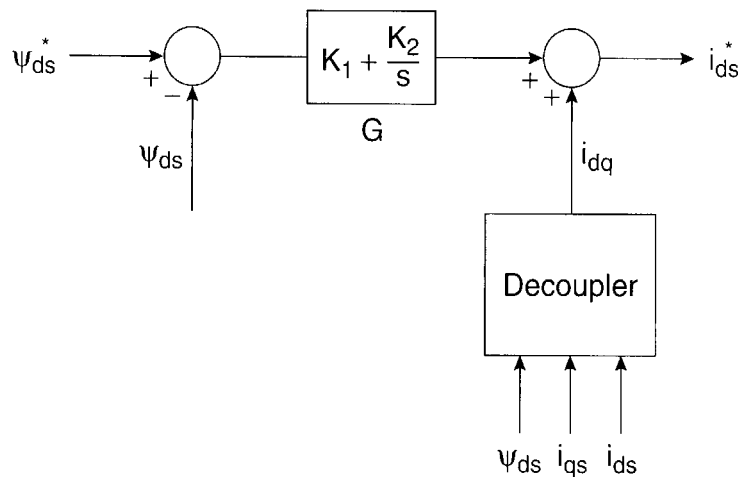 ψds* + − K1 + K2/s + + ids*
G
ψds
idq
Decoupler
ψds iqs ids